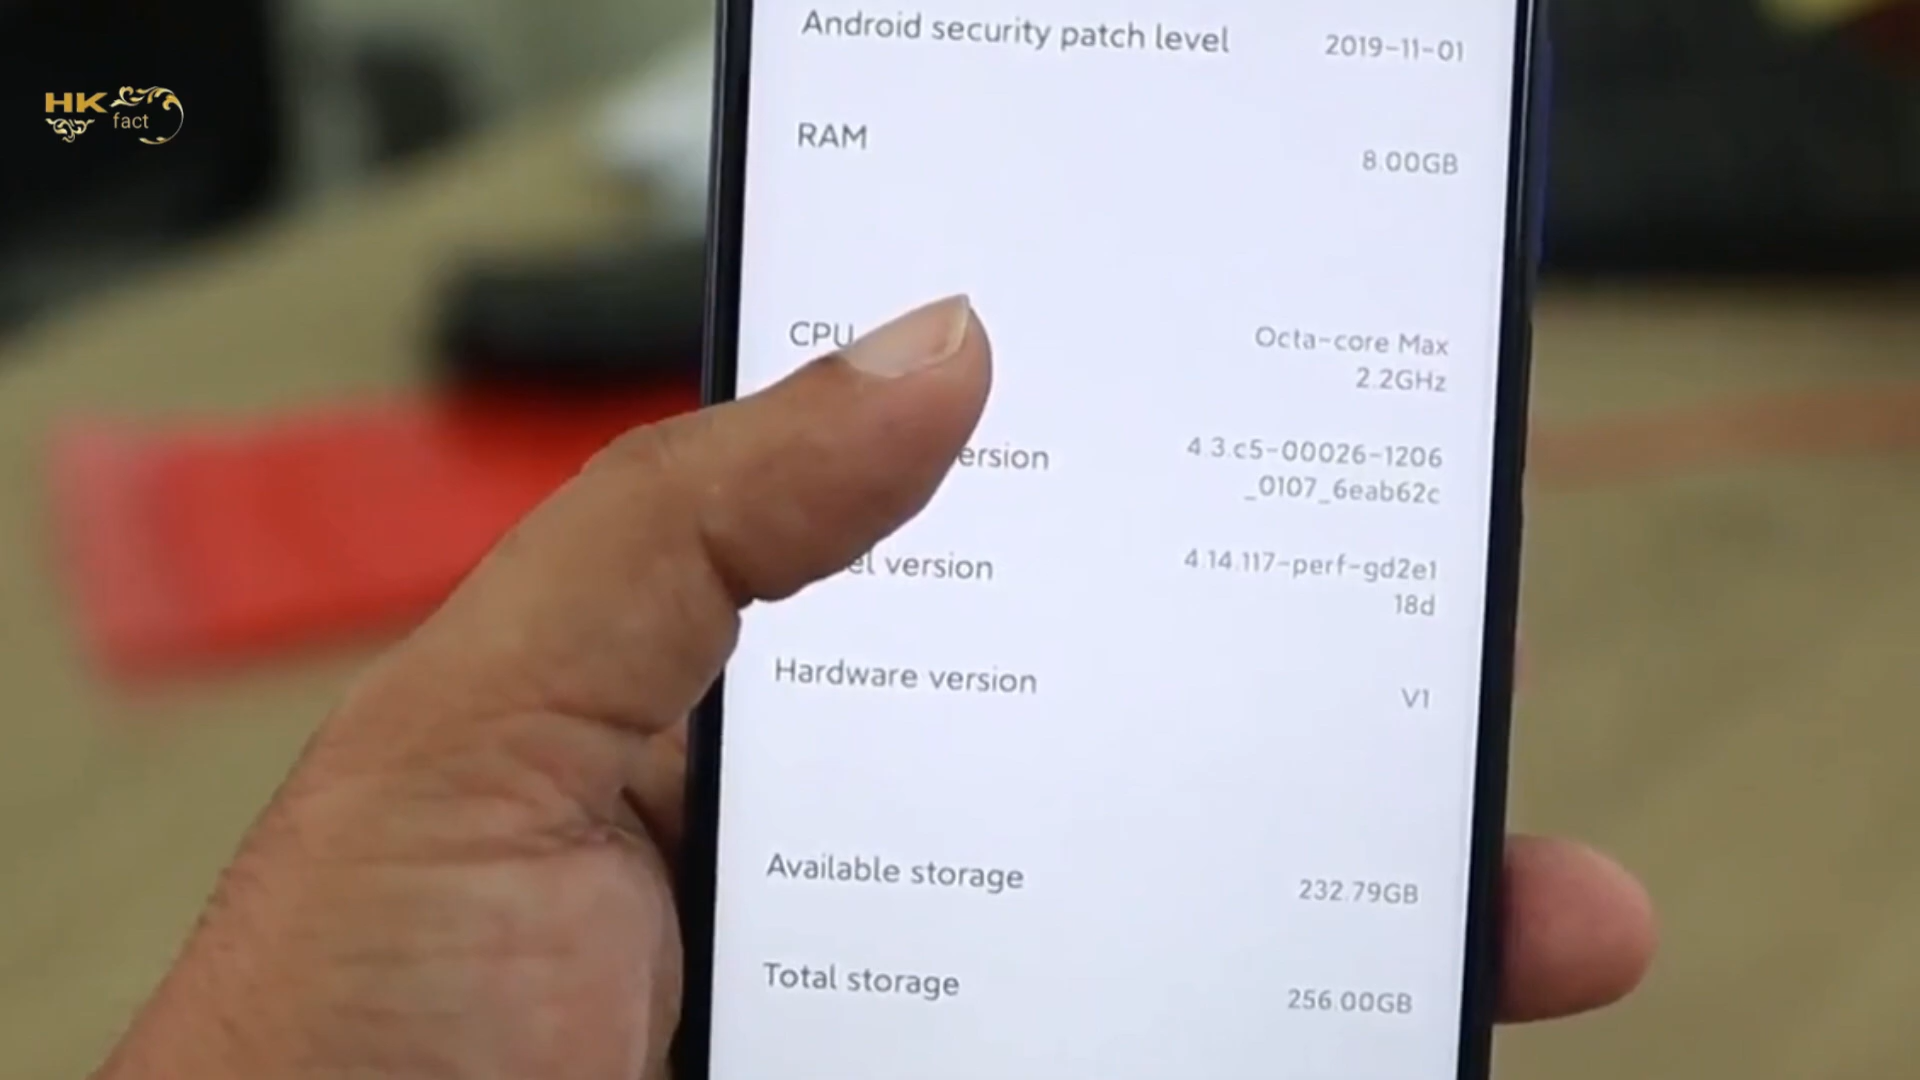 HK
fact
Android security patch level 2019-11-01
RAM 8.00GB
CPU Octa-core Max
2.2GHz
ersion 4.3.c5-00026-1206
_0107_6eab62c
el version 4.14.117-perf-gd2e1
18d
Hardware version V1
Available storage 232.79GB
Total storage 256.00GB